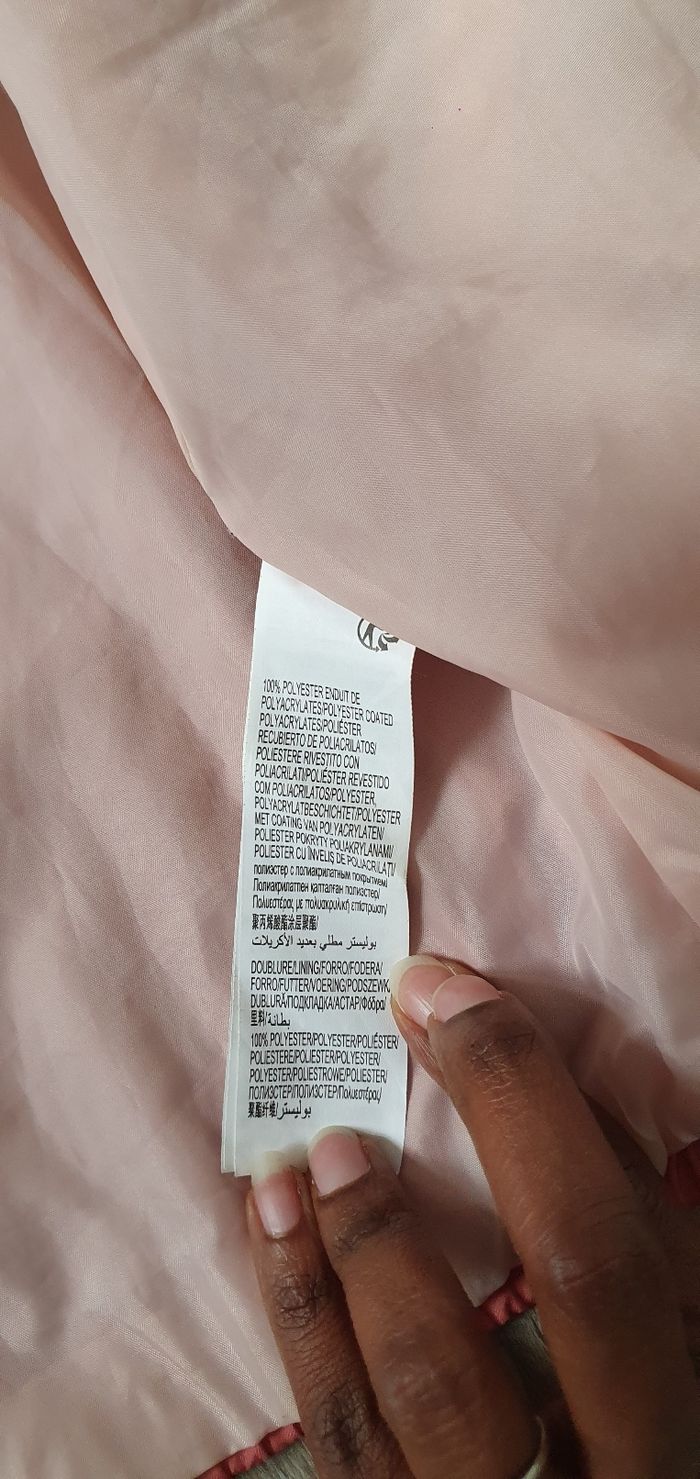 100% POLYESTER ENDUIT DE
POLYACRYLATES/POLYESTER COATED
POLYACRYLATES/POLIÉSTER
RECUBIERTO DE POLIACRILATOS/
POLIESTERE RIVESTITO CON
POLIACRILATI/POLIÉSTER REVESTIDO
COM POLIACRILATOS/POLYESTER,
POLYACRYLATBESCHICHTET/POLYESTER
MET COATING VAN POLYACRYLATEN/
POLIESTER POKRYTY POLIAKRYLANAMI/
POLIESTER CU ÎNVELIŞ DE POLIACRILAŢI/
полиэстер с полиакрилатным покрытием/
Полиакрилатпен қапталған полиэстер/
Πολυεστέρας με πολυακρυλική επίστρωση/
聚丙烯酸酯涂层聚酯/
بوليستر مطلي بعديد الأكريلات
DOUBLURE/LINING/FORRO/FODERA/
FORRO/FUTTER/VOERING/PODSZEWK
DUBLURĂ/ПОДКЛАДКА/АСТАР/Φόδρα/
里料/بطانة
100% POLYESTER/POLYESTER/POLIÉSTER/
POLIESTERE/POLIESTER/POLYESTER/
POLYESTER/POLIESTROWE/POLIESTER/
ПОЛИЭСТЕР/ПОЛИЭСТЕР/Πολυεστέρας/
聚酯纤维/بوليستر